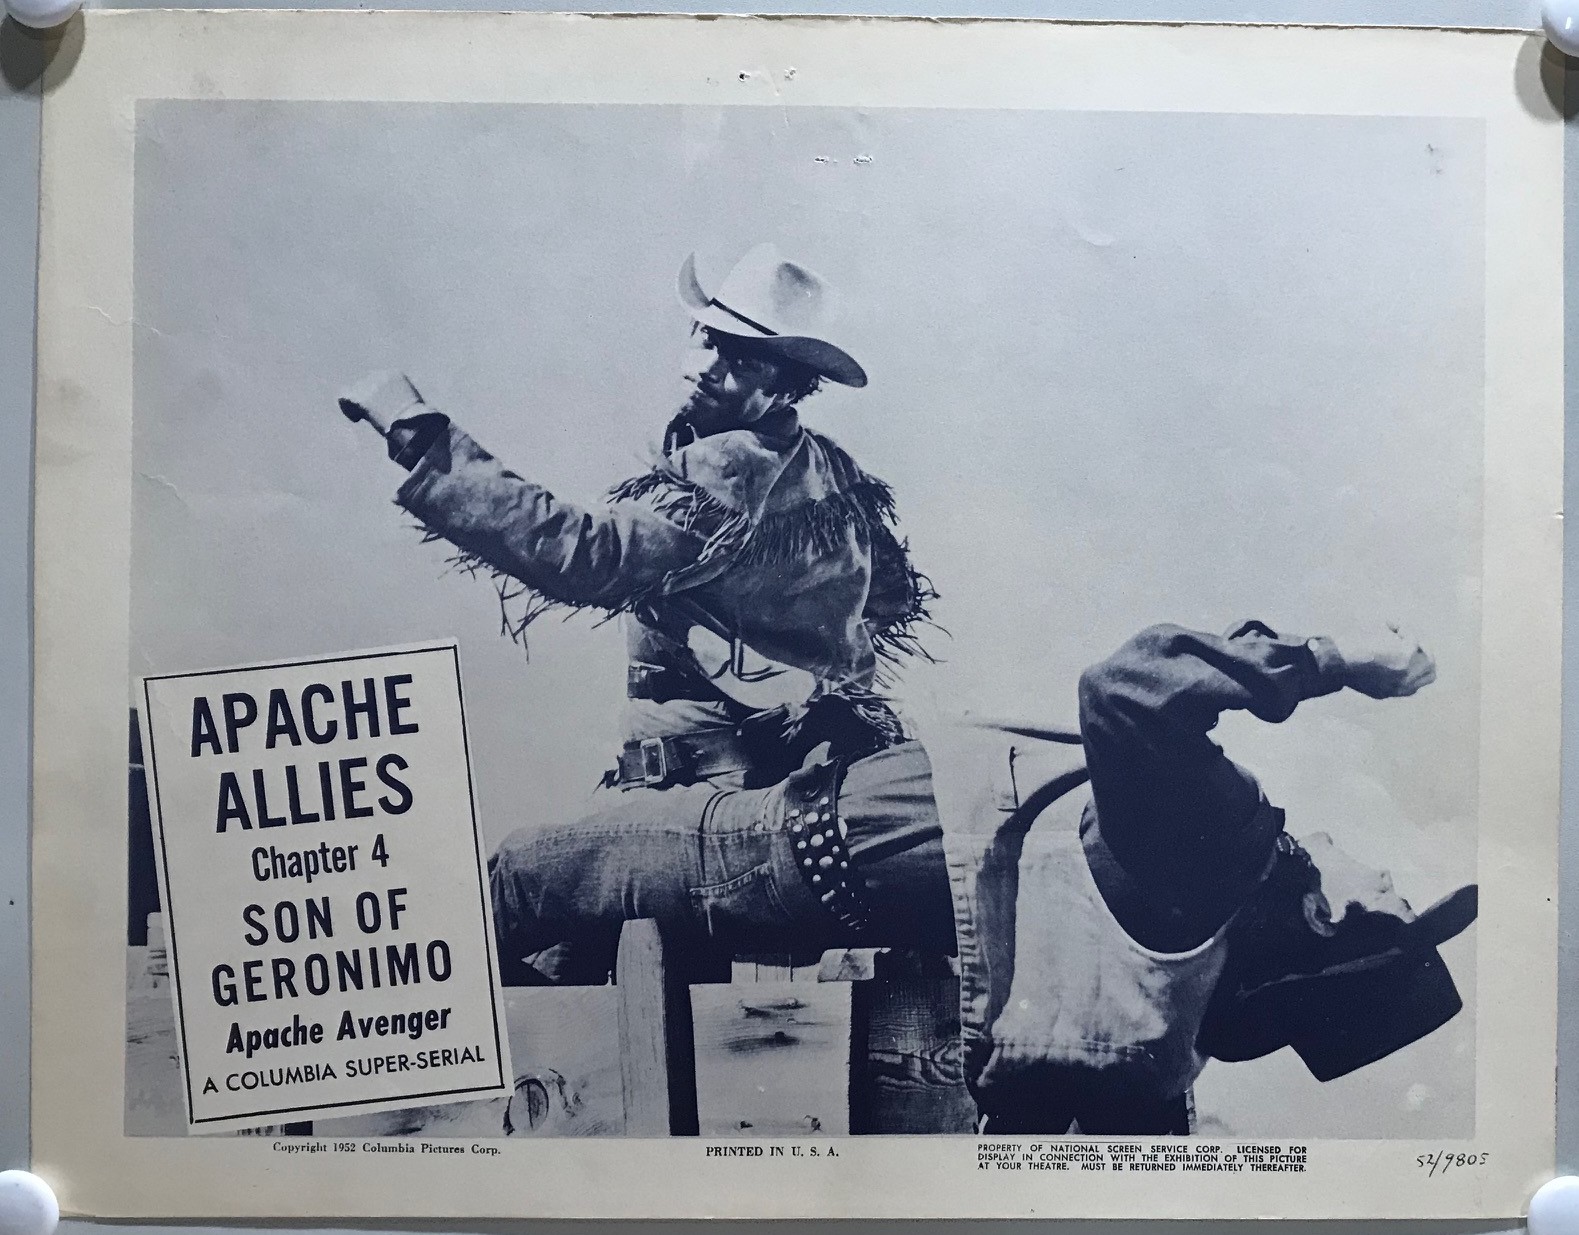 APACHE
ALLIES
Chapter 4
SON OF
GERONIMO
Apache Avenger
A COLUMBIA SUPER-SERIAL
Copyright 1952 Columbia Pictures Corp.
PRINTED IN U. S. A.
PROPERTY OF NATIONAL SCREEN SERVICE CORP. LICENSED FOR
DISPLAY IN CONNECTION WITH THE EXHIBITION OF THIS PICTURE
AT YOUR THEATRE. MUST BE RETURNED IMMEDIATELY THEREAFTER.
52/9805